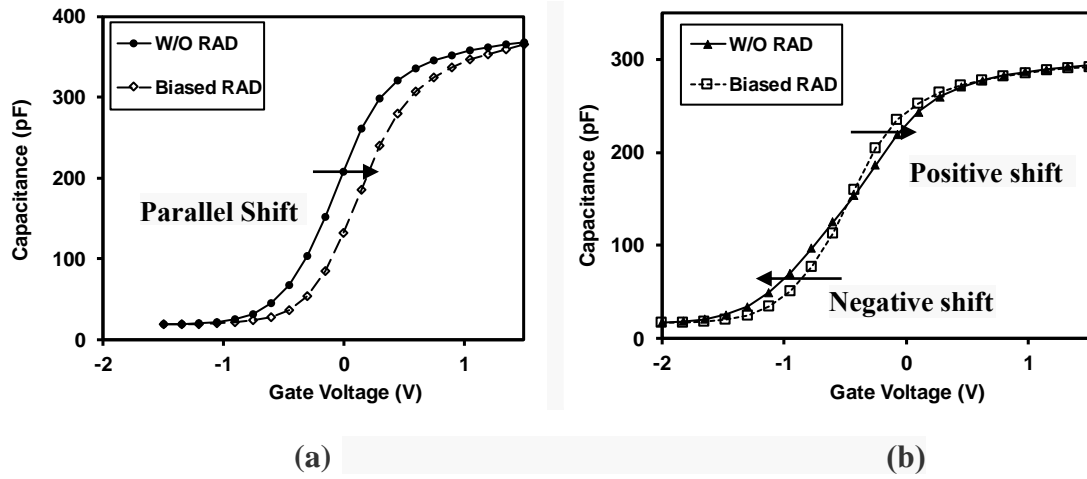 W/O RAD
Biased RAD
Parallel Shift
Capacitance (pF)
400
300
200
100
0
-2
-1
0
1
Gate Voltage (V)
(a)
W/O RAD
Biased RAD
Positive shift
Negative shift
Capacitance (pF)
300
200
100
0
-2
-1
0
1
Gate Voltage (V)
(b)